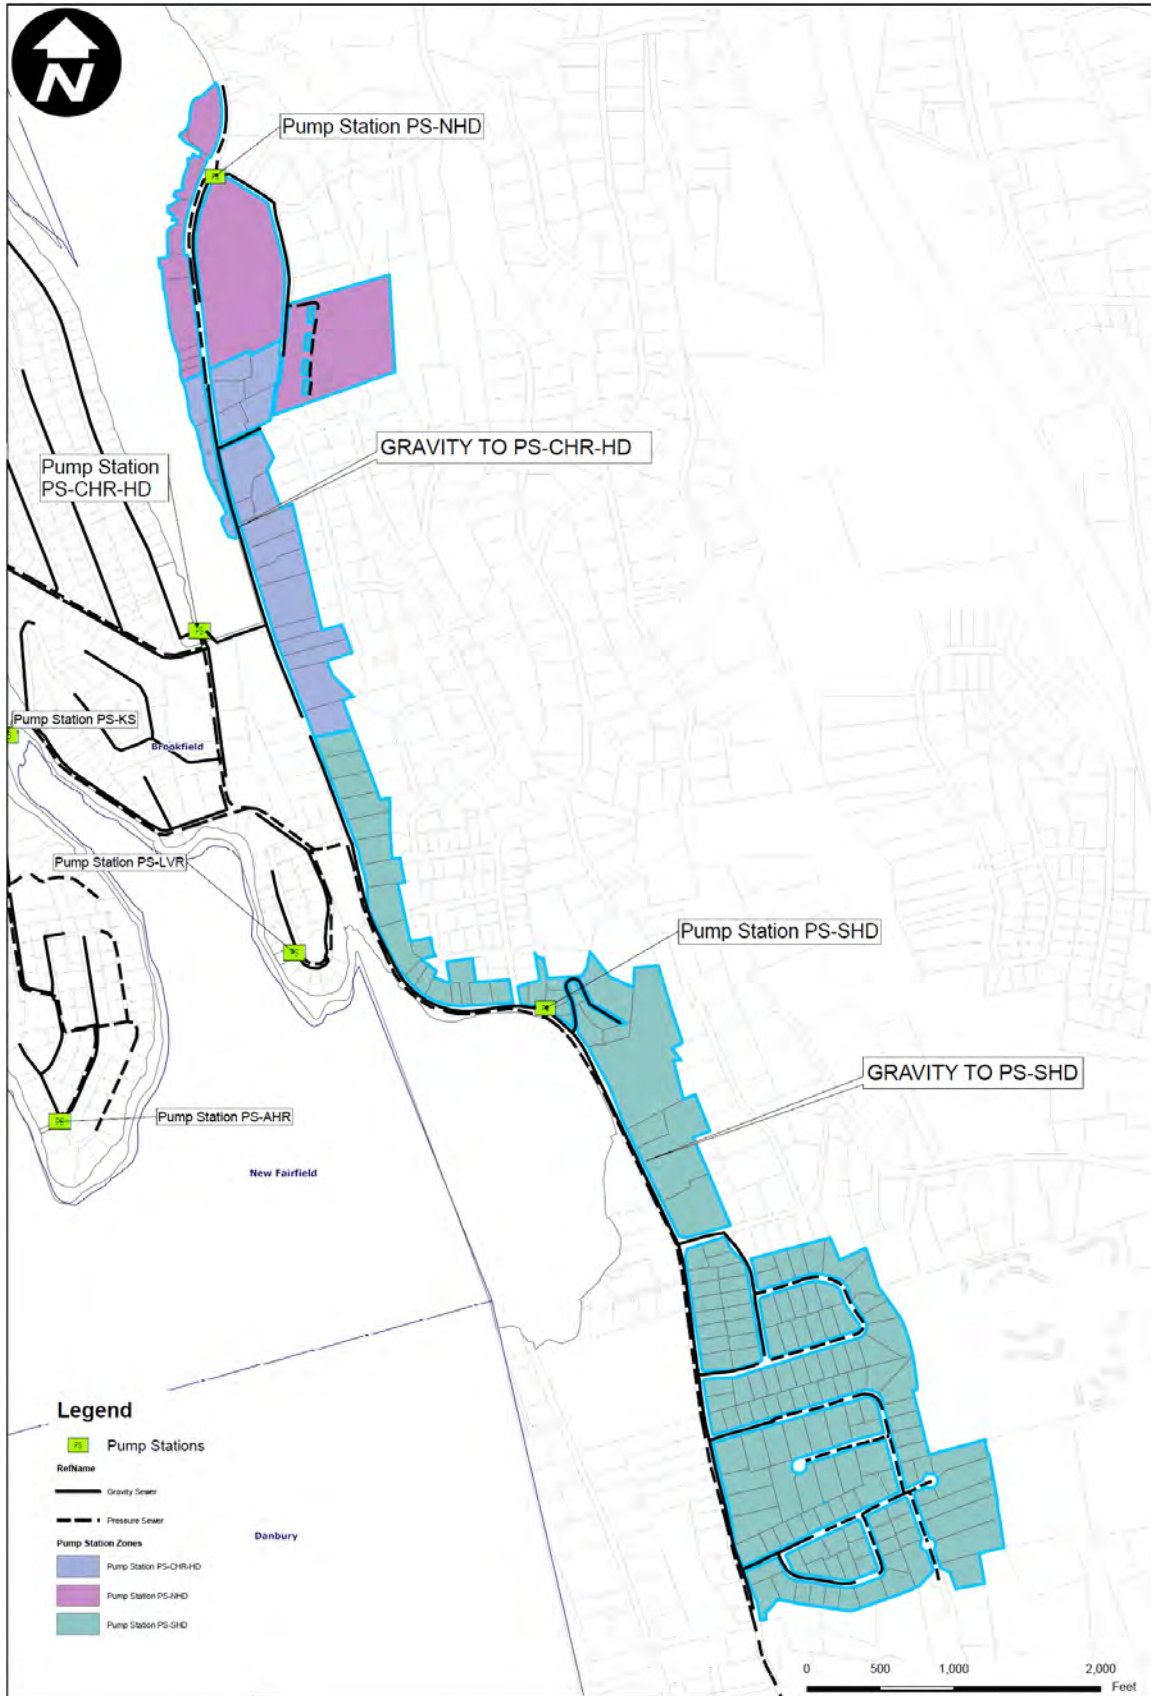 N
Pump Station PS-NHD
GRAVITY TO PS-CHR-HD
Pump Station
PS-CHR-HD
Pump Station PS-KS
Brookfield
Pump Station PS-LVR
Pump Station PS-SHD
GRAVITY TO PS-SHD
Pump Station PS-AHR
New Fairfield
Danbury
Legend
PS Pump Stations
RefName
Gravity Sewer
Pressure Sewer
Pump Station Zones
Pump Station PS-CHR-HD
Pump Station PS-NHD
Pump Station PS-SHD
0 500 1,000 2,000
Feet